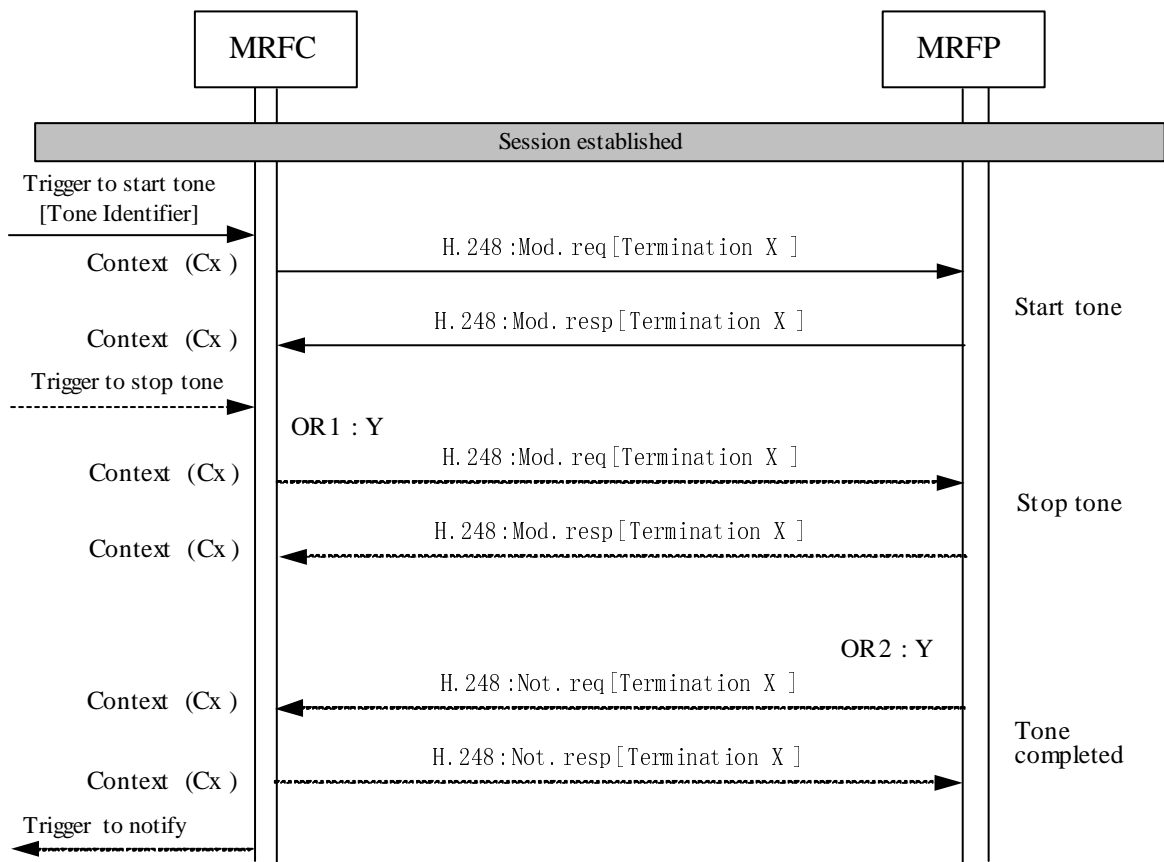 MRFC
MRFP
Session established
Trigger to start tone
[Tone Identifier]
H.248:Mod.req[Termination X ]
Context (Cx )
Start tone
H.248:Mod.resp[Termination X ]
Context (Cx )
Trigger to stop tone
OR1 : Y
H.248:Mod.req[Termination X ]
Context (Cx )
Stop tone
H.248:Mod.resp[Termination X ]
Context (Cx )
OR2 : Y
H.248:Not.req[Termination X ]
Context (Cx )
Tone
completed
H.248:Not.resp[Termination X ]
Context (Cx )
Trigger to notify